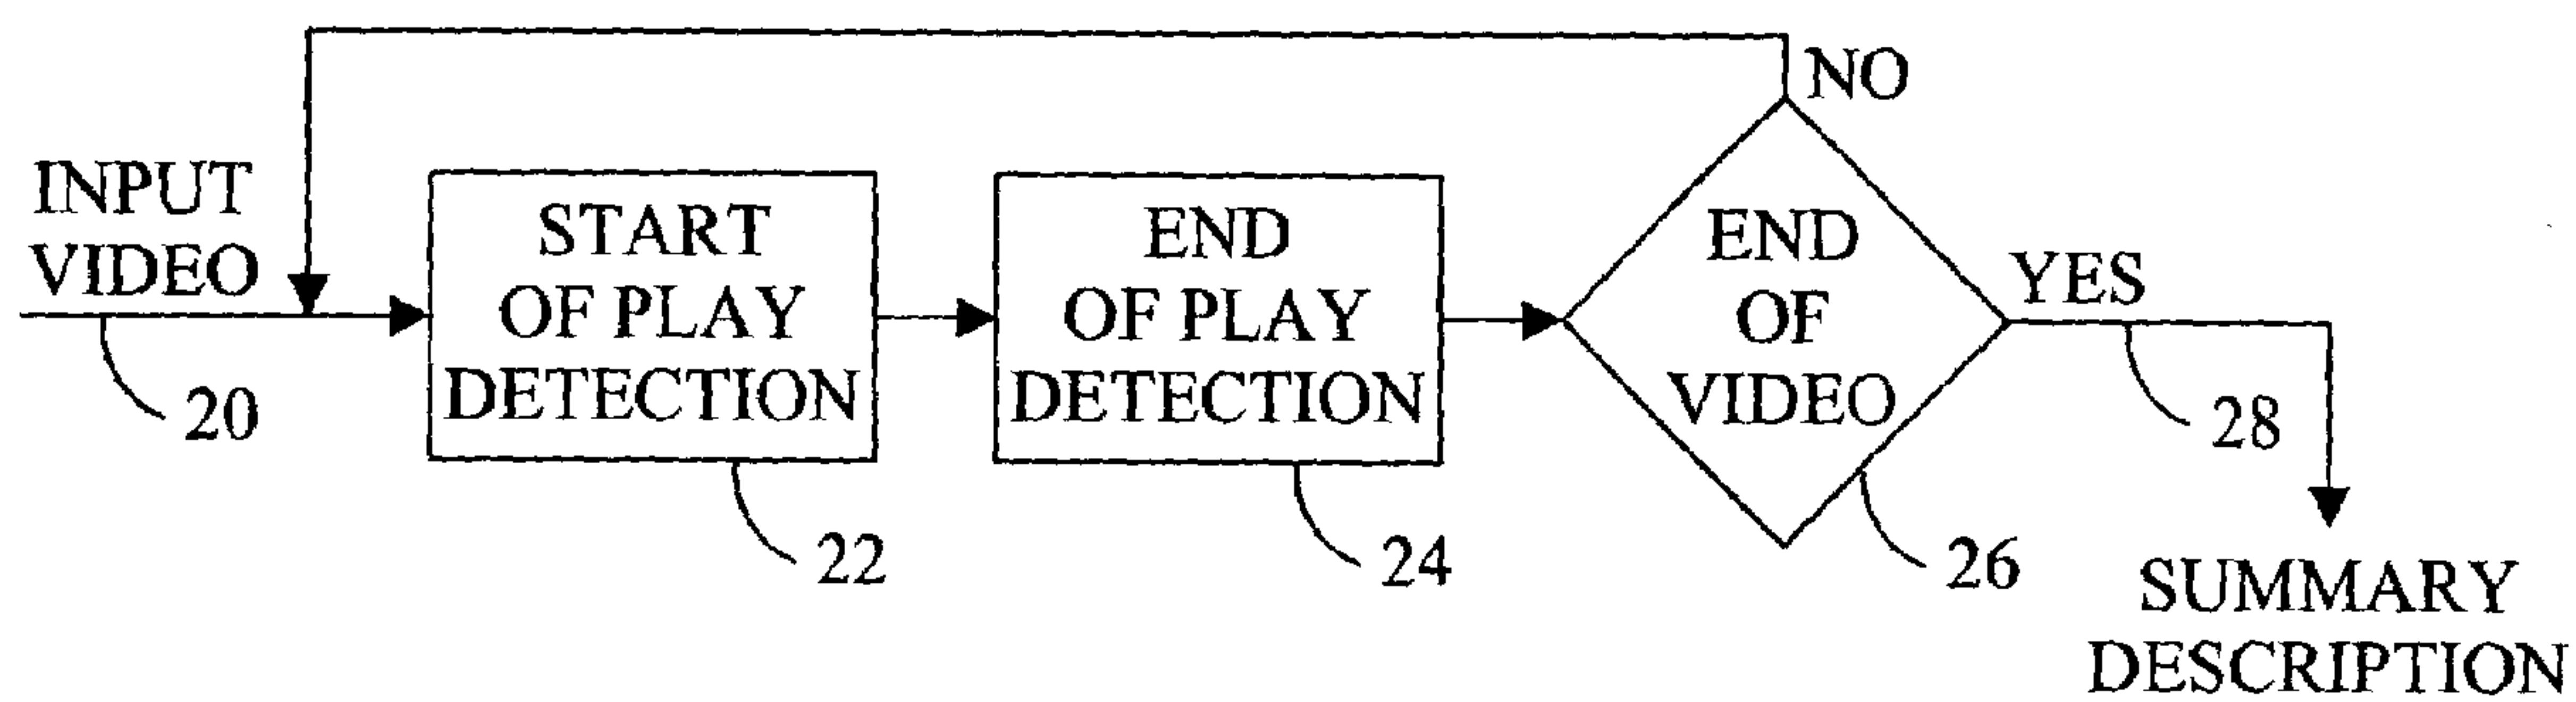 NO
INPUT
VIDEO
START
OF PLAY
DETECTION
END
OF PLAY
DETECTION
END
OF
VIDEO
YES
20
22
24
26
28
SUMMARY
DESCRIPTION